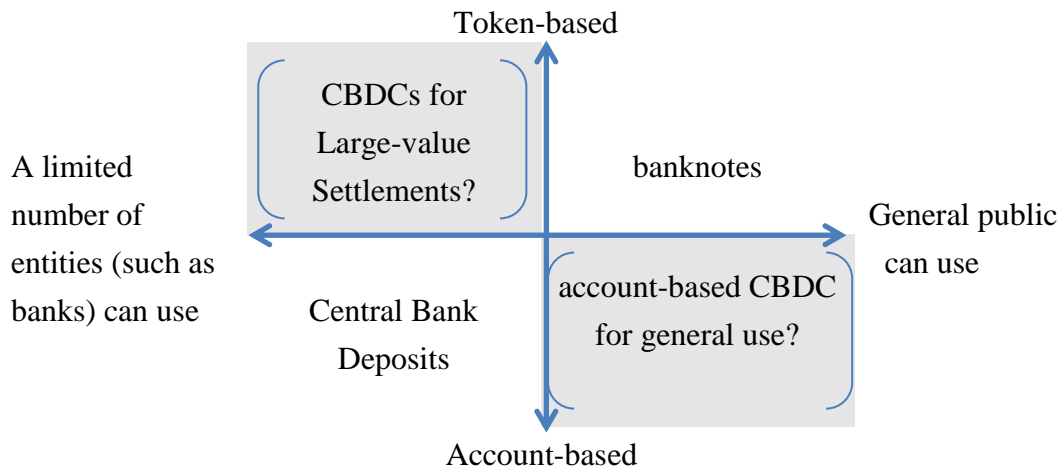 Token-based
CBDCs for
Large-value
Settlements?
A limited
number of
entities (such as
banks) can use
banknotes
General public
can use
Central Bank
Deposits
account-based CBDC
for general use?
Account-based